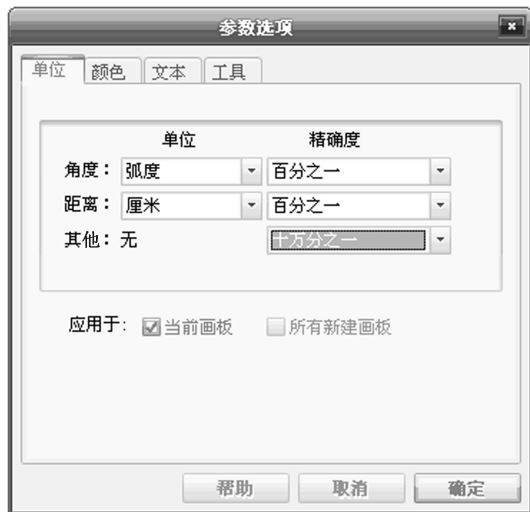 参数选项
单位 颜色 文本 工具
单位 精确度
角度： 弧度 百分之一
距离： 厘米 百分之一
其他： 无 十万分之一
应用于： 当前画板 所有新建画板
帮助 取消 确定